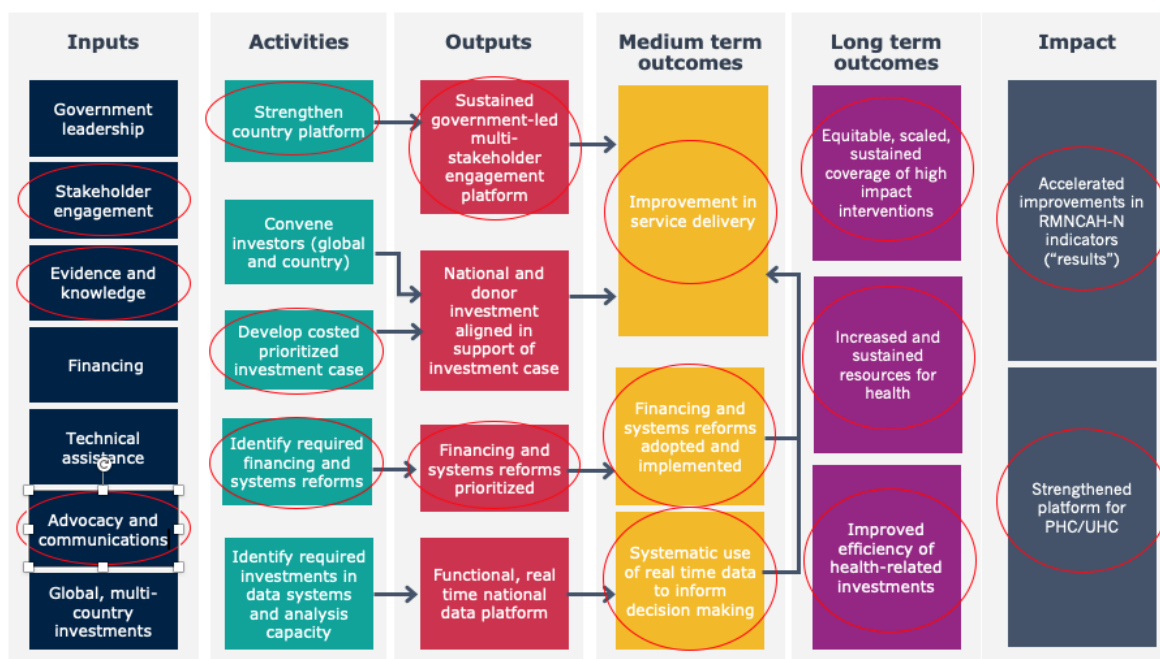 Inputs
Activities
Outputs
Medium term
outcomes
Long term
outcomes
Impact
Government
leadership
Stakeholder
engagement
Evidence and
knowledge
Financing
Technical
assistance
Advocacy and
communications
Global, multi-
country
investments
Strengthen
country platform
Convene
investors (global
and country)
Develop costed
prioritized
investment case
Identify required
financing and
systems reforms
Identify required
investments in
data systems
and analysis
capacity
Sustained
government-led
multi-
stakeholder
engagement
platform
National and
donor
investment
aligned in
support of
investment case
Financing and
systems reforms
prioritized
Functional, real
time national
data platform
Improvement in
service delivery
Financing and
systems reforms
adopted and
implemented
Systematic use
of real time data
to inform
decision making
Equitable, scaled,
sustained
coverage of high
impact
interventions
Increased and
sustained
resources for
health
Improved
efficiency of
health-related
investments
Accelerated
improvements in
RMNCAH-N
indicators
(“results”)
Strengthened
platform for
PHC/UHC